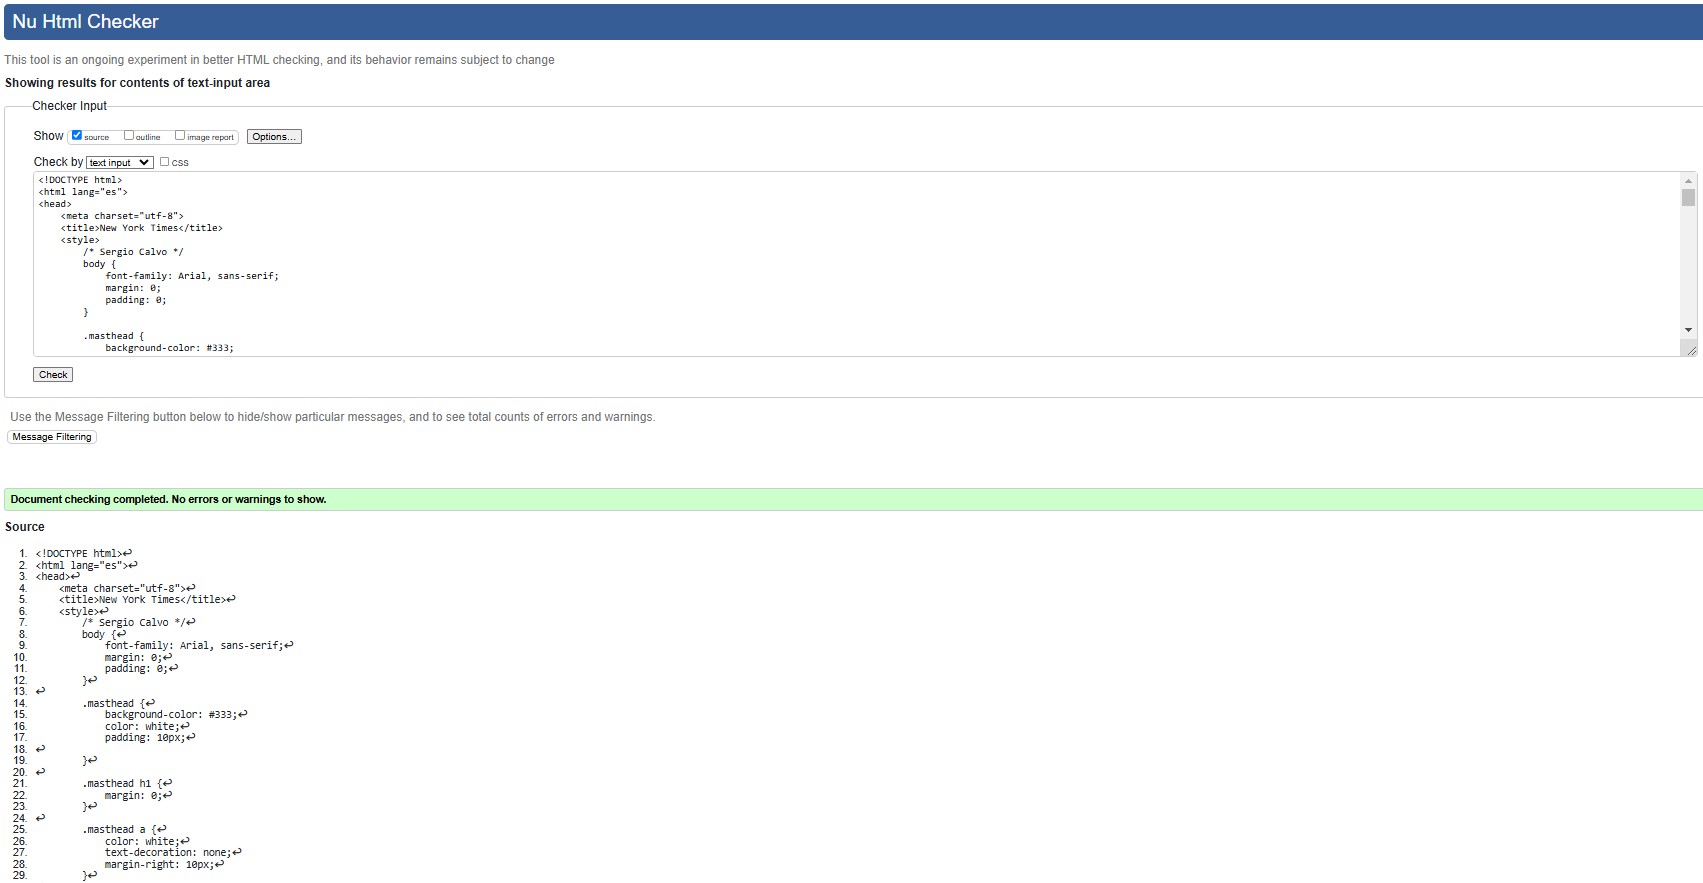 Nu Html Checker
This tool is an ongoing experiment in better HTML checking, and its behavior remains subject to change
Showing results for contents of text-input area
Checker Input
Show source outline image report Options...
Check by text input css
<!DOCTYPE html>
<html lang="es">
<head>
    <meta charset="utf-8">
    <title>New York Times</title>
    <style>
        /* Sergio Calvo */
        body {
            font-family: Arial, sans-serif;
            margin: 0;
            padding: 0;
        }

        .masthead {
            background-color: #333;
Check
Use the Message Filtering button below to hide/show particular messages, and to see total counts of errors and warnings.
Message Filtering
Document checking completed. No errors or warnings to show.
Source
1. <!DOCTYPE html>↩
2. <html lang="es">↩
3. <head>↩
4.     <meta charset="utf-8">↩
5.     <title>New York Times</title>↩
6.     <style>↩
7.         /* Sergio Calvo */↩
8.         body {↩
9.             font-family: Arial, sans-serif;↩
10.             margin: 0;↩
11.             padding: 0;↩
12.         }↩
13. ↩
14.         .masthead {↩
15.             background-color: #333;↩
16.             color: white;↩
17.             padding: 10px;↩
18. ↩
19.         }↩
20. ↩
21.         .masthead h1 {↩
22.             margin: 0;↩
23.         }↩
24. ↩
25.         .masthead a {↩
26.             color: white;↩
27.             text-decoration: none;↩
28.             margin-right: 10px;↩
29.         }↩